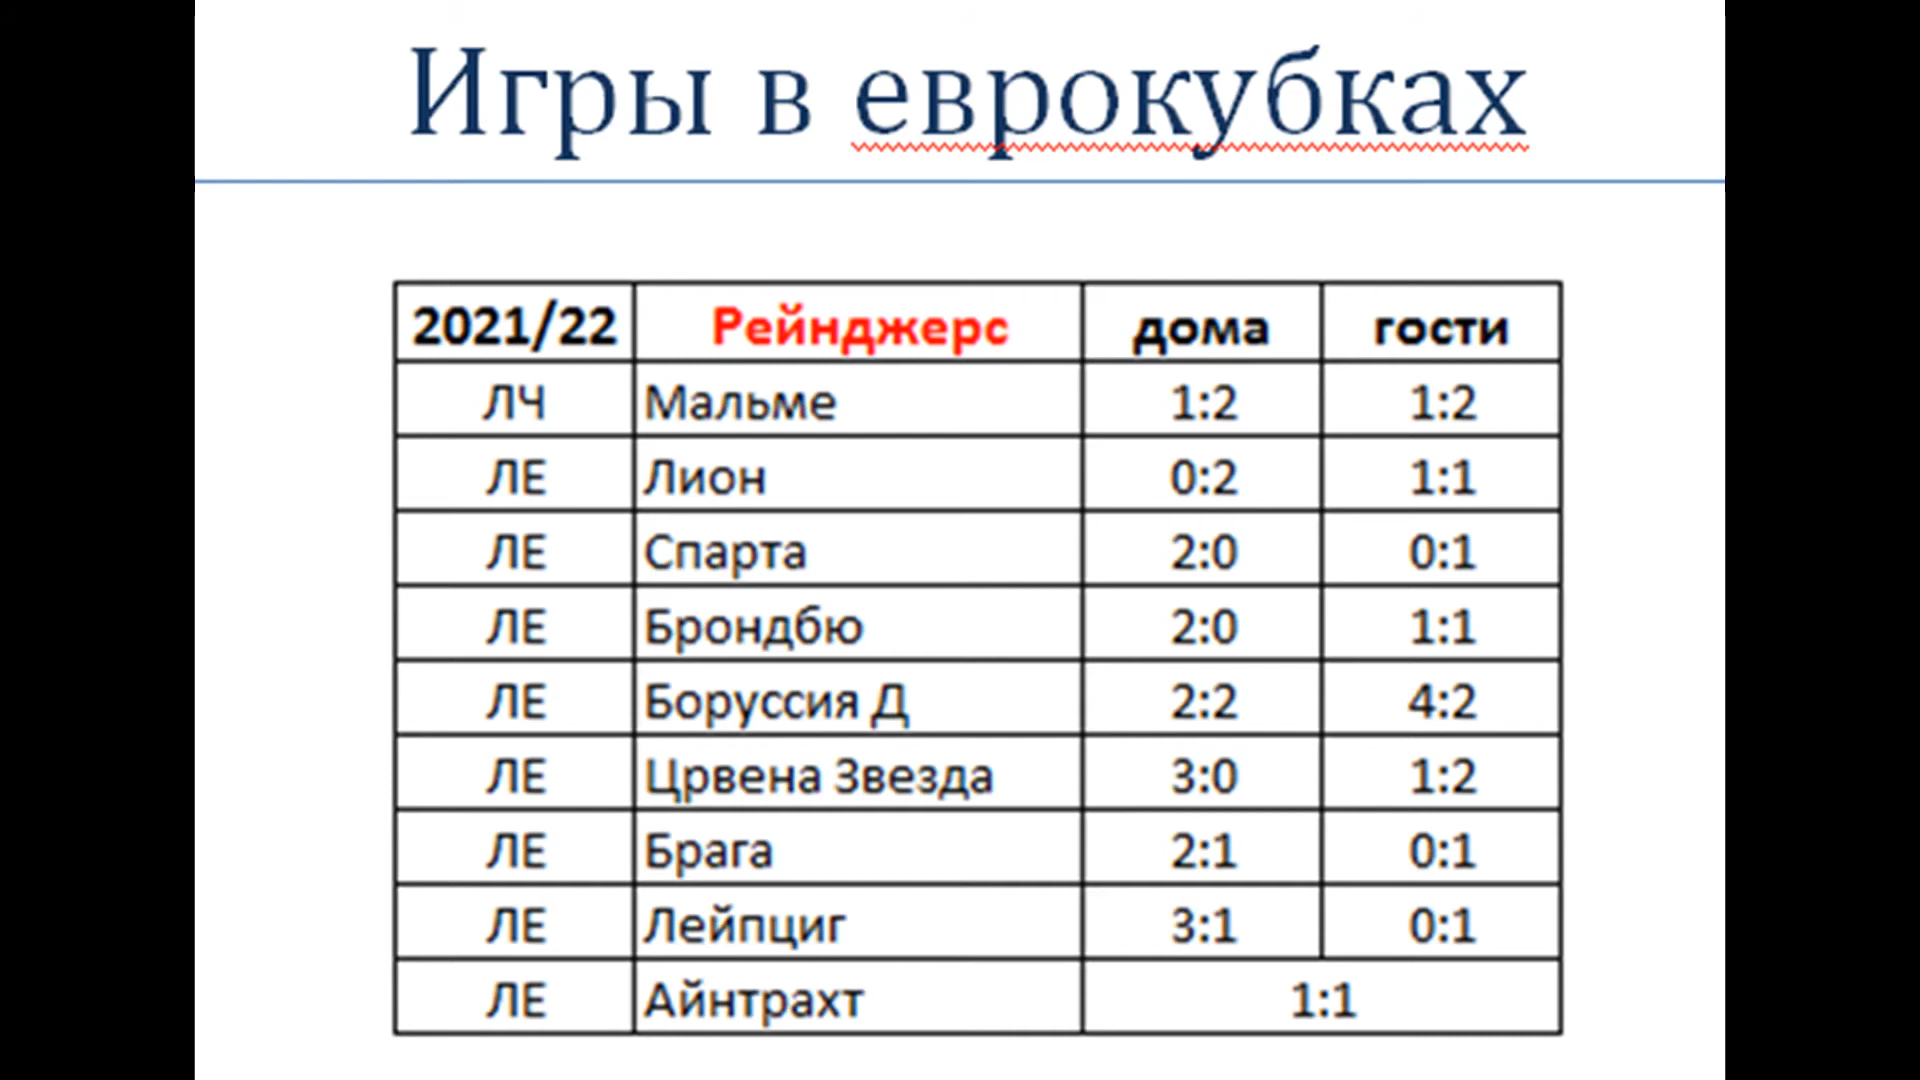 Игры в еврокубках
2021/22 Рейнджерс дома гости
ЛЧ Мальме 1:2 1:2
ЛЕ Лион 0:2 1:1
ЛЕ Спарта 2:0 0:1
ЛЕ Брондбю 2:0 1:1
ЛЕ Боруссия Д 2:2 4:2
ЛЕ Црвена Звезда 3:0 1:2
ЛЕ Брага 2:1 0:1
ЛЕ Лейпциг 3:1 0:1
ЛЕ Айнтрахт 1:1